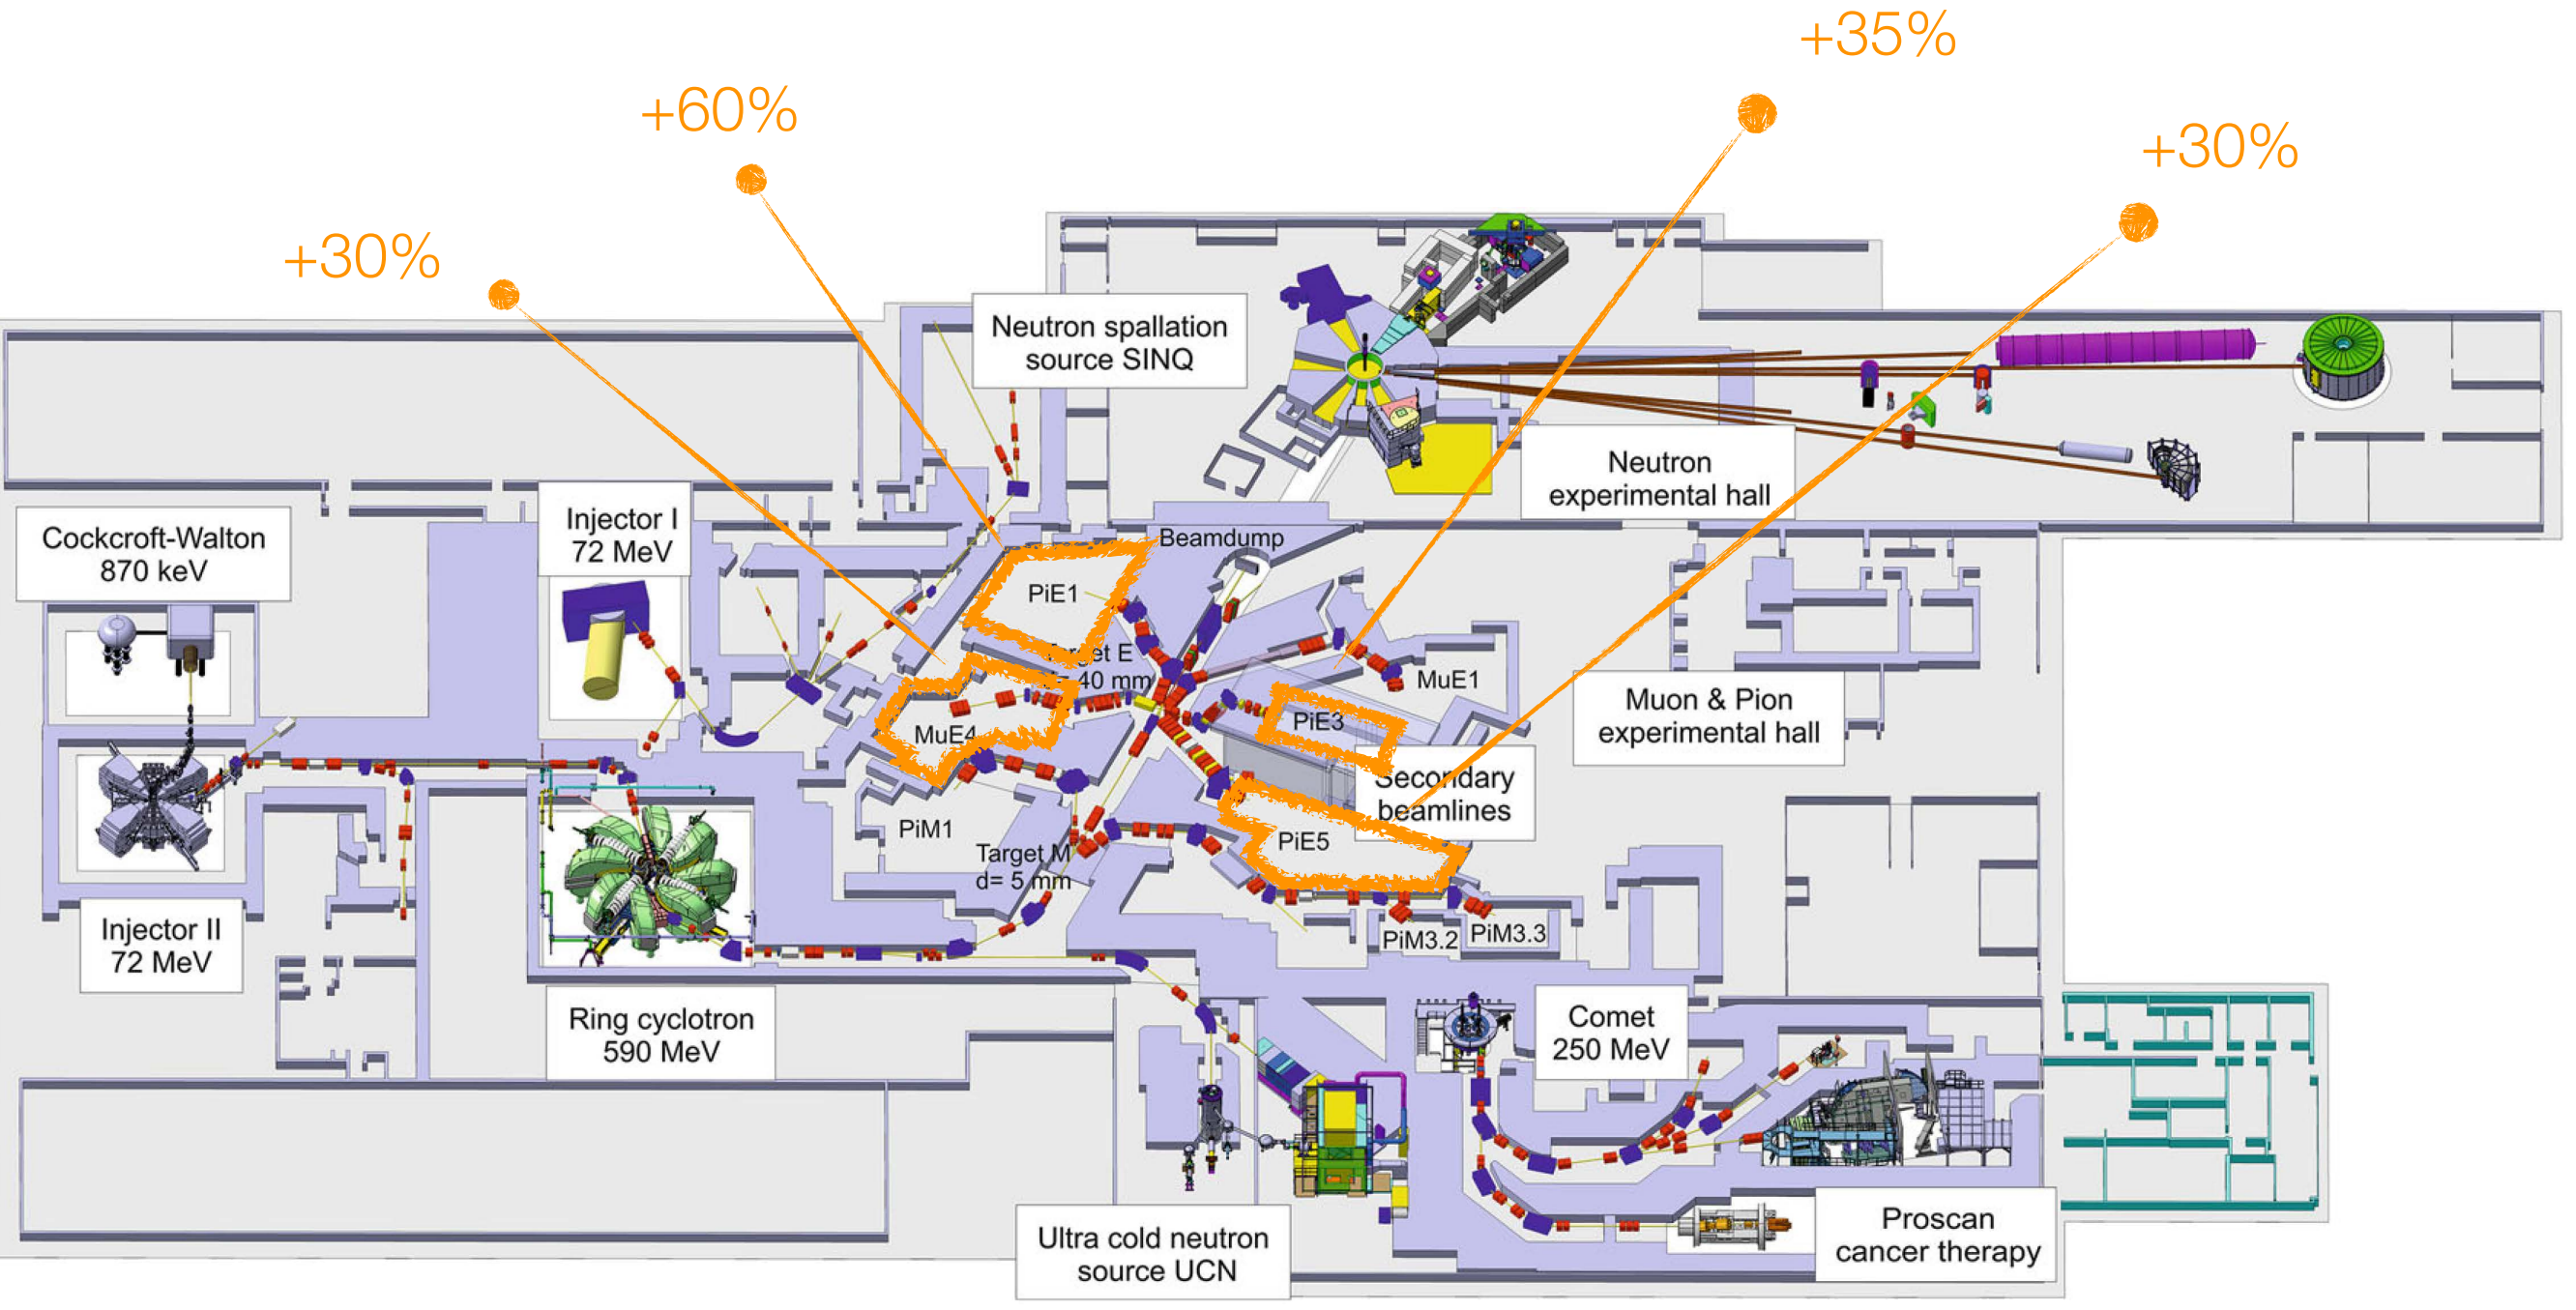 +35%
+60%
+30%
+30%
Neutron spallation
source SINQ
Neutron
experimental hall
Cockcroft-Walton
870 keV
Injector I
72 MeV
Beamdump
PiE1
Target E
40 mm
MuE1
PiE3
MuE4
Muon & Pion
experimental hall
Secondary
beamlines
PiM1
PiE5
Target M
d= 5 mm
Injector II
72 MeV
PiM3.2
PiM3.3
Ring cyclotron
590 MeV
Comet
250 MeV
Ultra cold neutron
source UCN
Proscan
cancer therapy